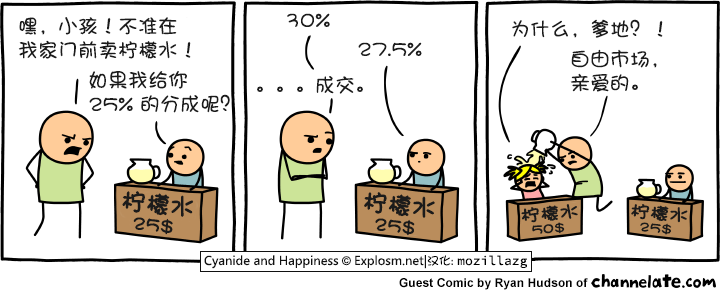 嘿，小孩！不准在
我家门前卖柠檬水！
如果我给你
25% 的分成呢？
柠檬水
25$
30%
27.5%
。。。成交。
柠檬水
25$
为什么，爹地？！
自由市场，
亲爱的。
柠檬水
50$
柠檬水
25$
Cyanide and Happiness © Explosm.net|汉化: mozillazg
Guest Comic by Ryan Hudson of channelate.com